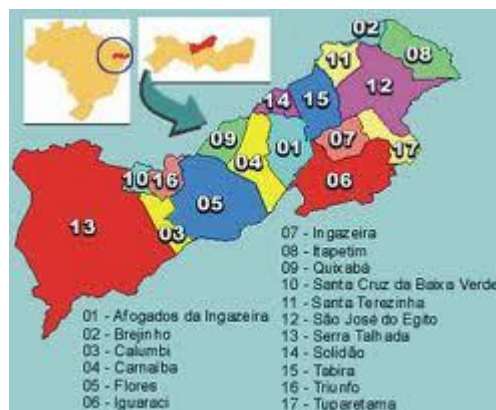 02
08
11
12
14
15
09
04
01
07
17
10
16
05
06
13
03
01 - Afogados da Ingazeira
02 - Brejinho
03 - Calumbi
04 - Carnaíba
05 - Flores
06 - Iguaraci
07 - Ingazeira
08 - Itapetim
09 - Quixabá
10 - Santa Cruz da Baixa Verde
11 - Santa Terezinha
12 - São José do Egito
13 - Serra Talhada
14 - Solidão
15 - Tabira
16 - Triunfo
17 - Tuparetama